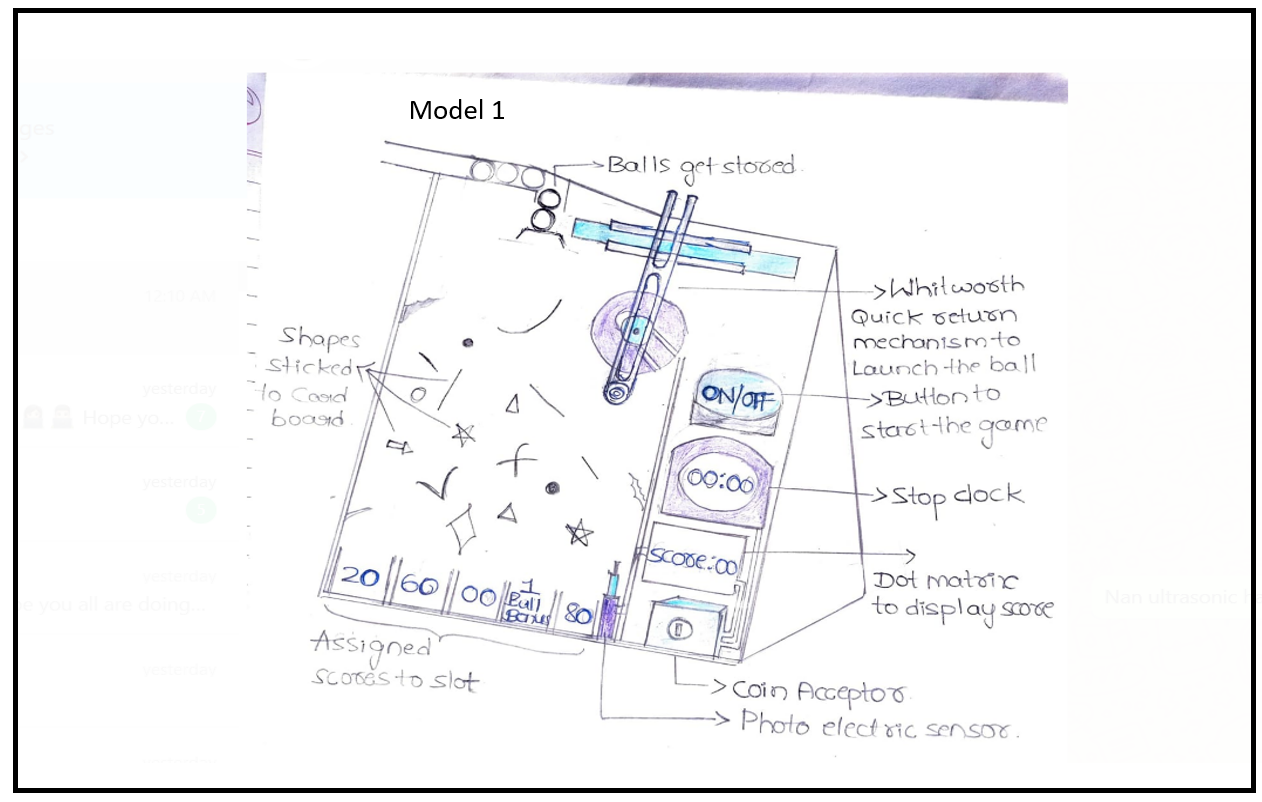 Model 1
Balls get stored.
Whitworth
Quick return
mechanism to
Launch the ball
Button to
start the game
Stop clock
Dot matrix
to display score
Coin Acceptor
Photo electric sensor.
Shapes
sticked
to Card
board.
ON/OFF
00:00
Score:00
20
60
00
1
Ball
Bonus
80
Assigned
scores to slot
ges
12:40 AM
yesterday
Hope yo...
yesterday
yesterday
e you all are doing...
yesterday
Nan ultrasonic